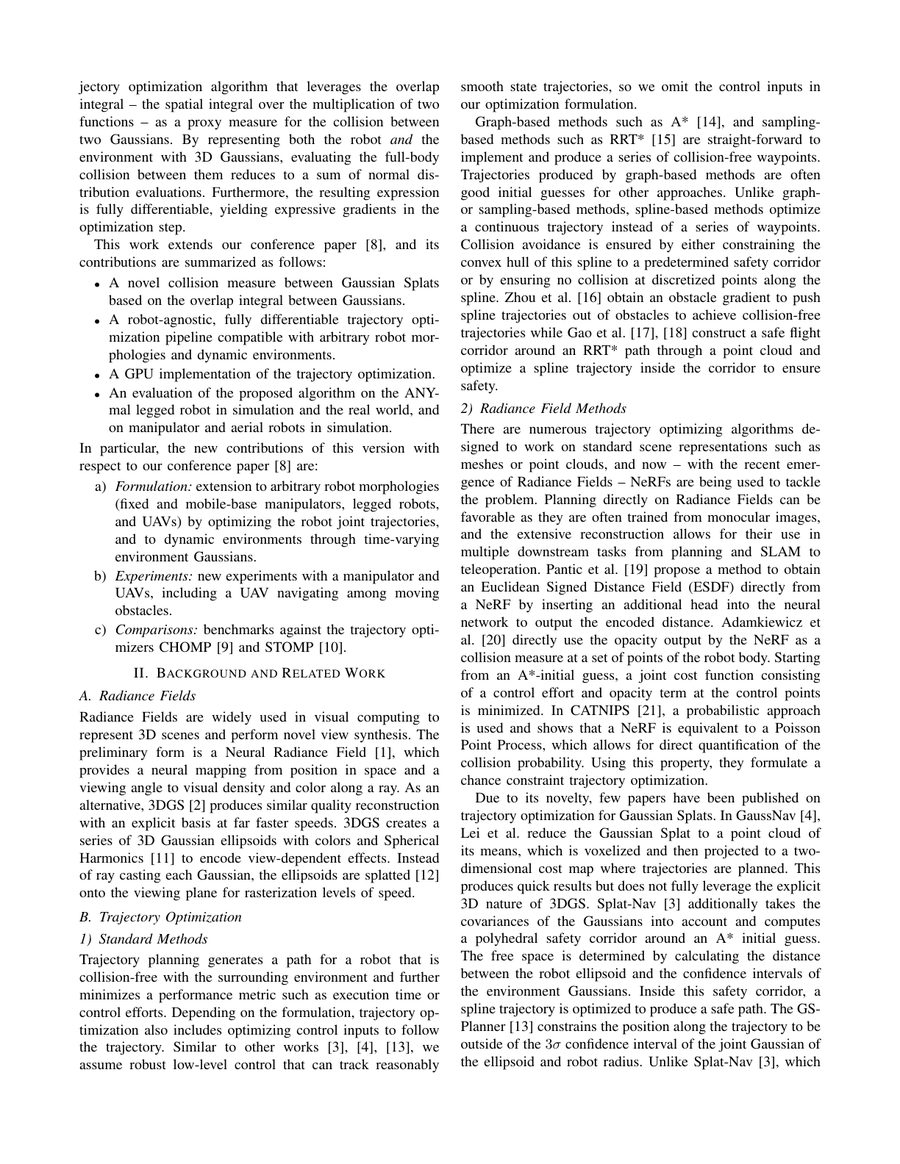 jectory optimization algorithm that leverages the overlap
integral – the spatial integral over the multiplication of two
functions – as a proxy measure for the collision between
two Gaussians. By representing both the robot and the
environment with 3D Gaussians, evaluating the full-body
collision between them reduces to a sum of normal dis-
tribution evaluations. Furthermore, the resulting expression
is fully differentiable, yielding expressive gradients in the
optimization step.
This work extends our conference paper [8], and its
contributions are summarized as follows:
• A novel collision measure between Gaussian Splats
based on the overlap integral between Gaussians.
• A robot-agnostic, fully differentiable trajectory opti-
mization pipeline compatible with arbitrary robot mor-
phologies and dynamic environments.
• A GPU implementation of the trajectory optimization.
• An evaluation of the proposed algorithm on the ANY-
mal legged robot in simulation and the real world, and
on manipulator and aerial robots in simulation.
In particular, the new contributions of this version with
respect to our conference paper [8] are:
a) Formulation: extension to arbitrary robot morphologies
(fixed and mobile-base manipulators, legged robots,
and UAVs) by optimizing the robot joint trajectories,
and to dynamic environments through time-varying
environment Gaussians.
b) Experiments: new experiments with a manipulator and
UAVs, including a UAV navigating among moving
obstacles.
c) Comparisons: benchmarks against the trajectory opti-
mizers CHOMP [9] and STOMP [10].
II. BACKGROUND AND RELATED WORK
A. Radiance Fields
Radiance Fields are widely used in visual computing to
represent 3D scenes and perform novel view synthesis. The
preliminary form is a Neural Radiance Field [1], which
provides a neural mapping from position in space and a
viewing angle to visual density and color along a ray. As an
alternative, 3DGS [2] produces similar quality reconstruction
with an explicit basis at far faster speeds. 3DGS creates a
series of 3D Gaussian ellipsoids with colors and Spherical
Harmonics [11] to encode view-dependent effects. Instead
of ray casting each Gaussian, the ellipsoids are splatted [12]
onto the viewing plane for rasterization levels of speed.
B. Trajectory Optimization
1) Standard Methods
Trajectory planning generates a path for a robot that is
collision-free with the surrounding environment and further
minimizes a performance metric such as execution time or
control efforts. Depending on the formulation, trajectory op-
timization also includes optimizing control inputs to follow
the trajectory. Similar to other works [3], [4], [13], we
assume robust low-level control that can track reasonably
smooth state trajectories, so we omit the control inputs in
our optimization formulation.
Graph-based methods such as A* [14], and sampling-
based methods such as RRT* [15] are straight-forward to
implement and produce a series of collision-free waypoints.
Trajectories produced by graph-based methods are often
good initial guesses for other approaches. Unlike graph-
or sampling-based methods, spline-based methods optimize
a continuous trajectory instead of a series of waypoints.
Collision avoidance is ensured by either constraining the
convex hull of this spline to a predetermined safety corridor
or by ensuring no collision at discretized points along the
spline. Zhou et al. [16] obtain an obstacle gradient to push
spline trajectories out of obstacles to achieve collision-free
trajectories while Gao et al. [17], [18] construct a safe flight
corridor around an RRT* path through a point cloud and
optimize a spline trajectory inside the corridor to ensure
safety.
2) Radiance Field Methods
There are numerous trajectory optimizing algorithms de-
signed to work on standard scene representations such as
meshes or point clouds, and now – with the recent emer-
gence of Radiance Fields – NeRFs are being used to tackle
the problem. Planning directly on Radiance Fields can be
favorable as they are often trained from monocular images,
and the extensive reconstruction allows for their use in
multiple downstream tasks from planning and SLAM to
teleoperation. Pantic et al. [19] propose a method to obtain
an Euclidean Signed Distance Field (ESDF) directly from
a NeRF by inserting an additional head into the neural
network to output the encoded distance. Adamkiewicz et
al. [20] directly use the opacity output by the NeRF as a
collision measure at a set of points of the robot body. Starting
from an A*-initial guess, a joint cost function consisting
of a control effort and opacity term at the control points
is minimized. In CATNIPS [21], a probabilistic approach
is used and shows that a NeRF is equivalent to a Poisson
Point Process, which allows for direct quantification of the
collision probability. Using this property, they formulate a
chance constraint trajectory optimization.
Due to its novelty, few papers have been published on
trajectory optimization for Gaussian Splats. In GaussNav [4],
Lei et al. reduce the Gaussian Splat to a point cloud of
its means, which is voxelized and then projected to a two-
dimensional cost map where trajectories are planned. This
produces quick results but does not fully leverage the explicit
3D nature of 3DGS. Splat-Nav [3] additionally takes the
covariances of the Gaussians into account and computes
a polyhedral safety corridor around an A* initial guess.
The free space is determined by calculating the distance
between the robot ellipsoid and the confidence intervals of
the environment Gaussians. Inside this safety corridor, a
spline trajectory is optimized to produce a safe path. The GS-
Planner [13] constrains the position along the trajectory to be
outside of the 3σ confidence interval of the joint Gaussian of
the ellipsoid and robot radius. Unlike Splat-Nav [3], which